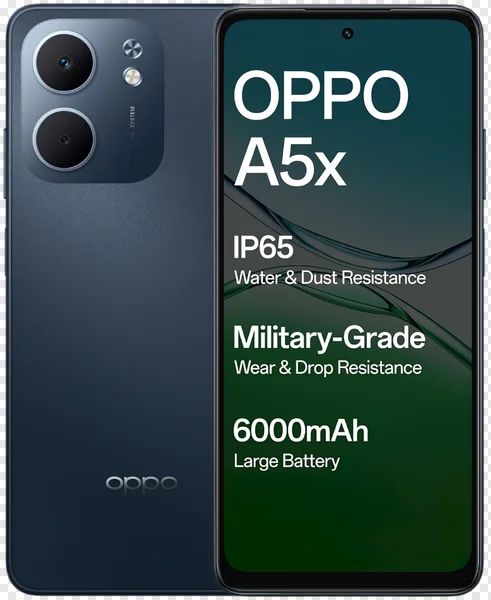 OPPO
A5x
IP65
Water & Dust Resistance
Military-Grade
Wear & Drop Resistance
6000mAh
Large Battery
oppo